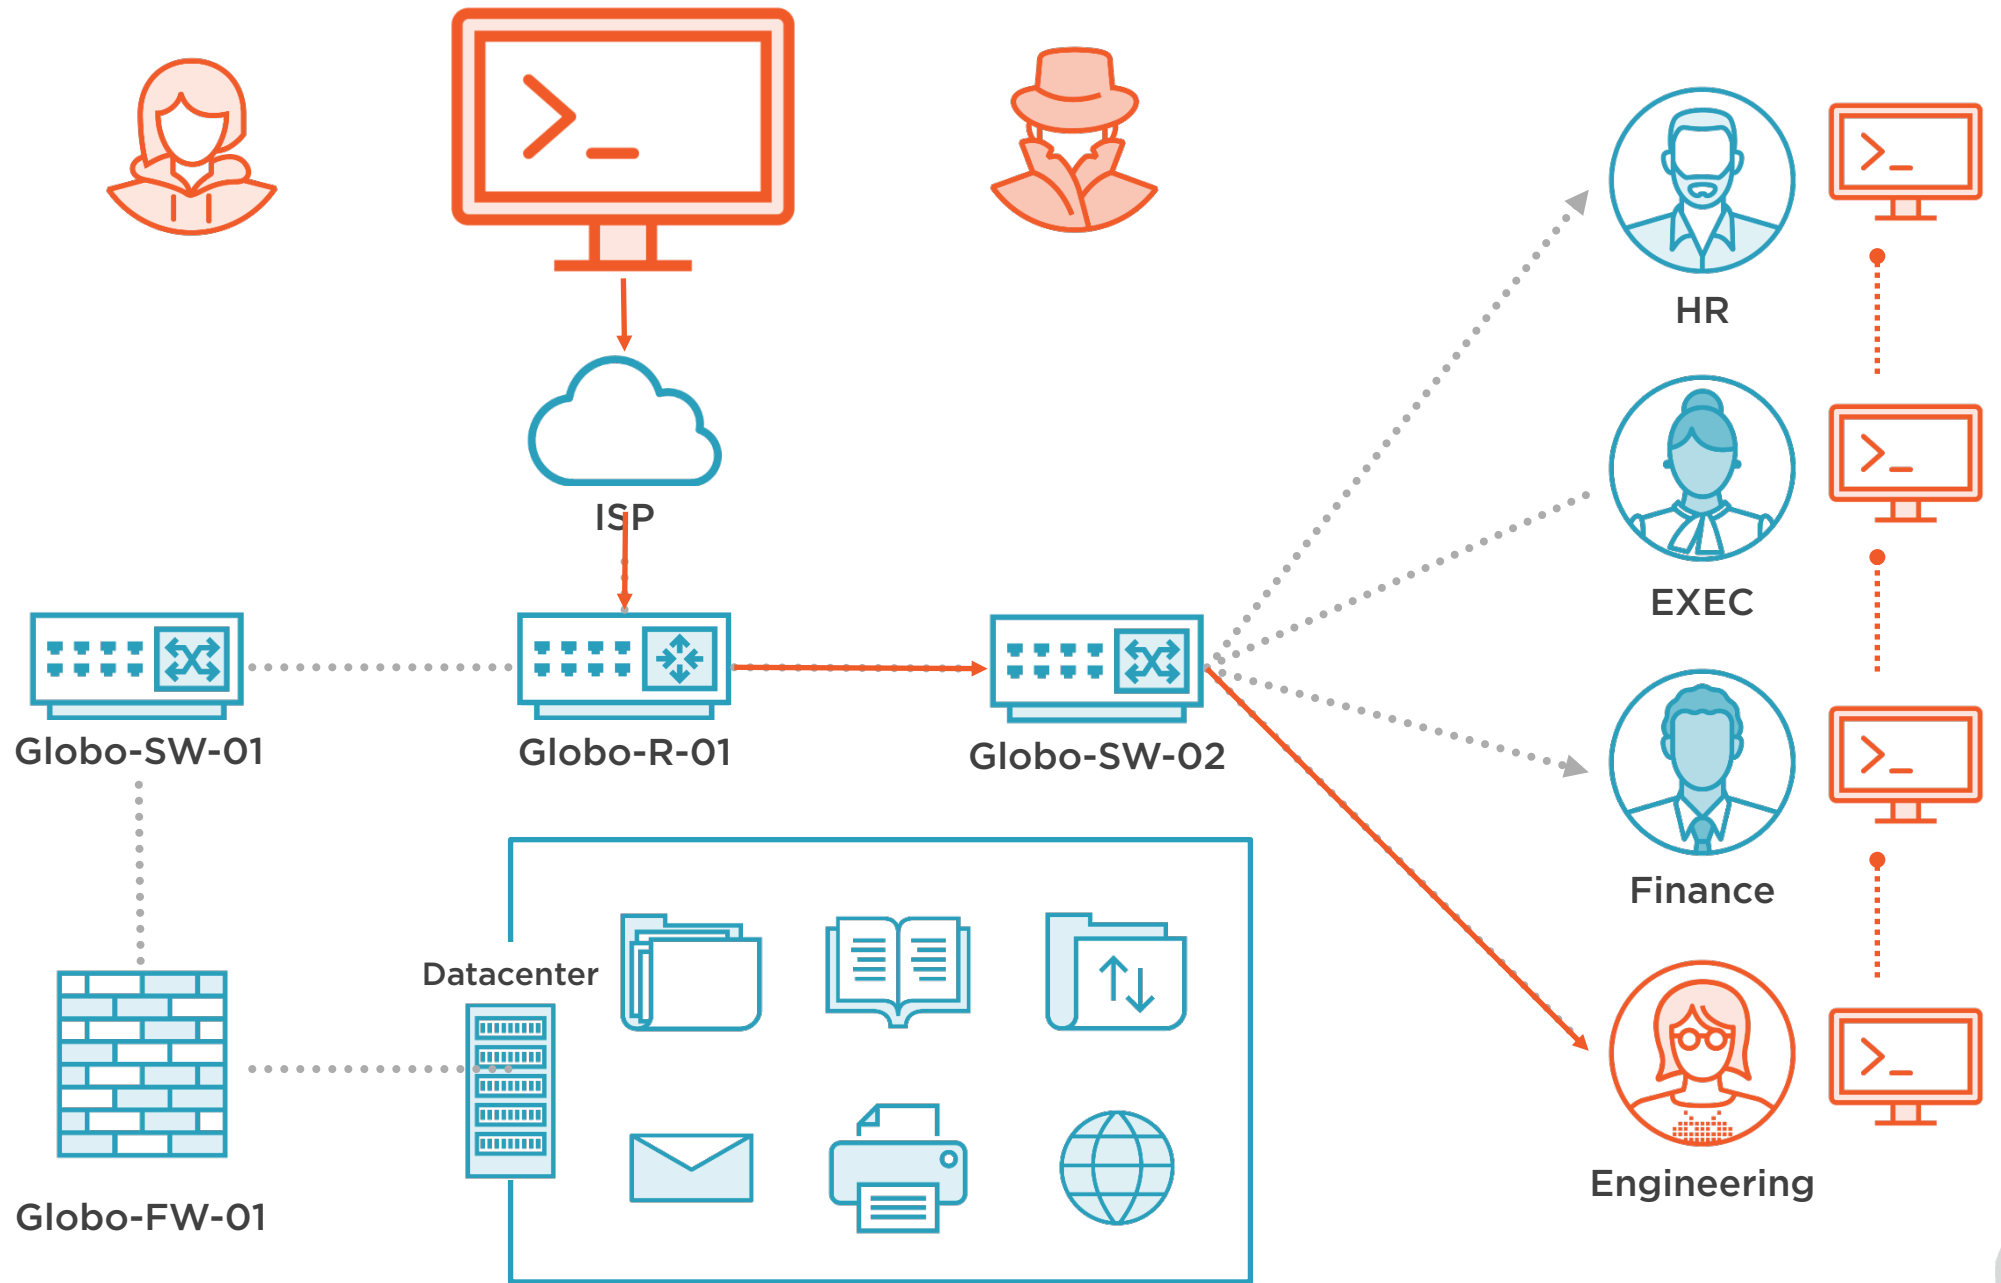 HR
ISP
EXEC
Globo-SW-01
Globo-R-01
Globo-SW-02
Finance
Datacenter
Engineering
Globo-FW-01